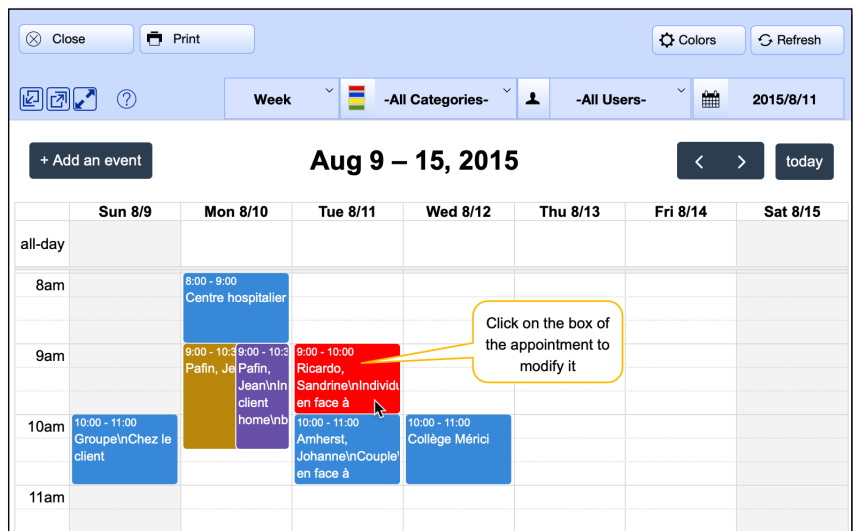 Close
Print
Colors
Refresh
?
Week
-All Categories-
-All Users-
2015/8/11
+ Add an event
Aug 9 – 15, 2015
today
Sun 8/9
Mon 8/10
Tue 8/11
Wed 8/12
Thu 8/13
Fri 8/14
Sat 8/15
all-day
8am
8:00 - 9:00
Centre hospitalier
Click on the box of
the appointment to
modify it
9am
9:00 - 10:3
Pafin, Je
9:00 - 10:3
Pafin,
Jean\nIn
client
home\nb
9:00 - 10:00
Ricardo,
Sandrine\nIndividu
en face à
10am
10:00 - 11:00
Groupe\nChez le
client
10:00 - 11:00
Amherst,
Johanne\nCouple\
en face à
10:00 - 11:00
Collège Mérici
11am